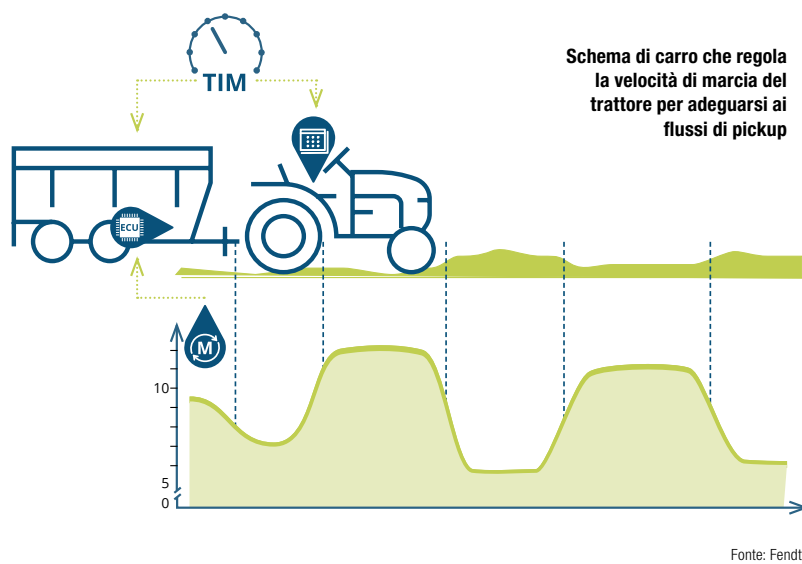 TIM
Schema di carro che regola
la velocità di marcia del
trattore per adeguarsi ai
flussi di pickup
ECU
M
10
5
0
Fonte: Fendt